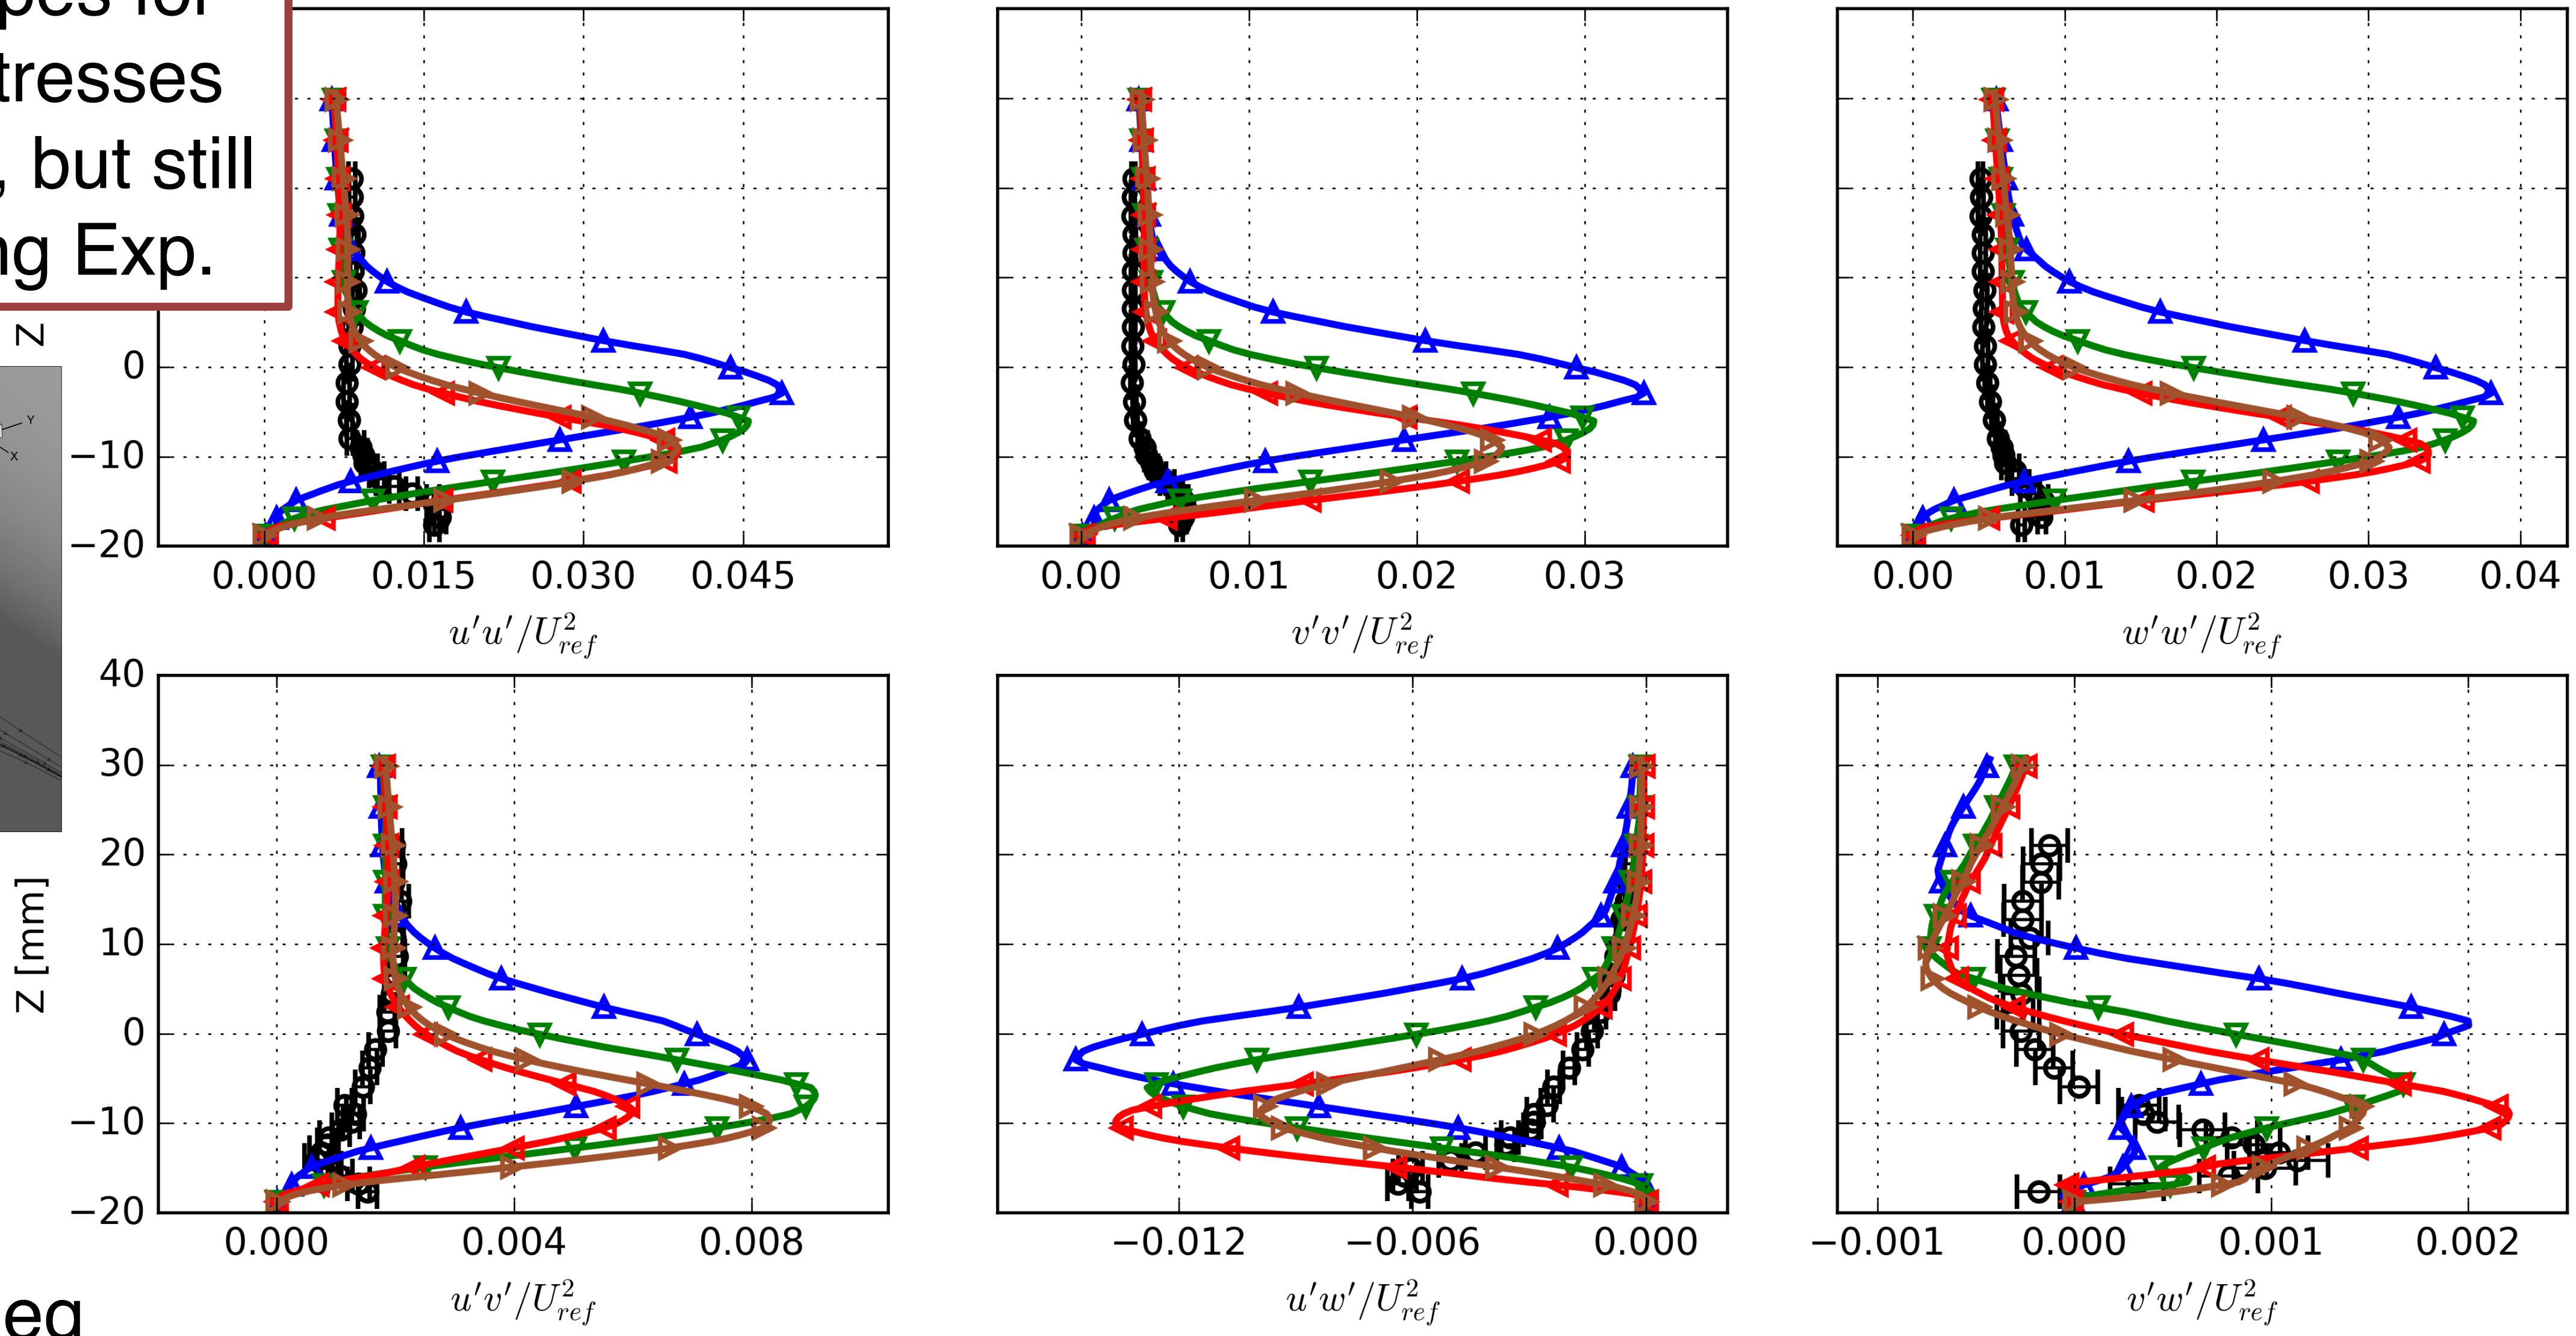 pes for
tresses
, but still
ng Exp.
Z
0
−10
−20
0.000 0.015 0.030 0.045
0.00 0.01 0.02 0.03
0.00 0.01 0.02 0.03 0.04
u′u′/U²ref
v′v′/U²ref
w′w′/U²ref
Y
X
Z [mm]
40
30
20
10
0
−10
−20
0.000 0.004 0.008
−0.012 −0.006 0.000
−0.001 0.000 0.001 0.002
u′v′/U²ref
u′w′/U²ref
v′w′/U²ref
eg